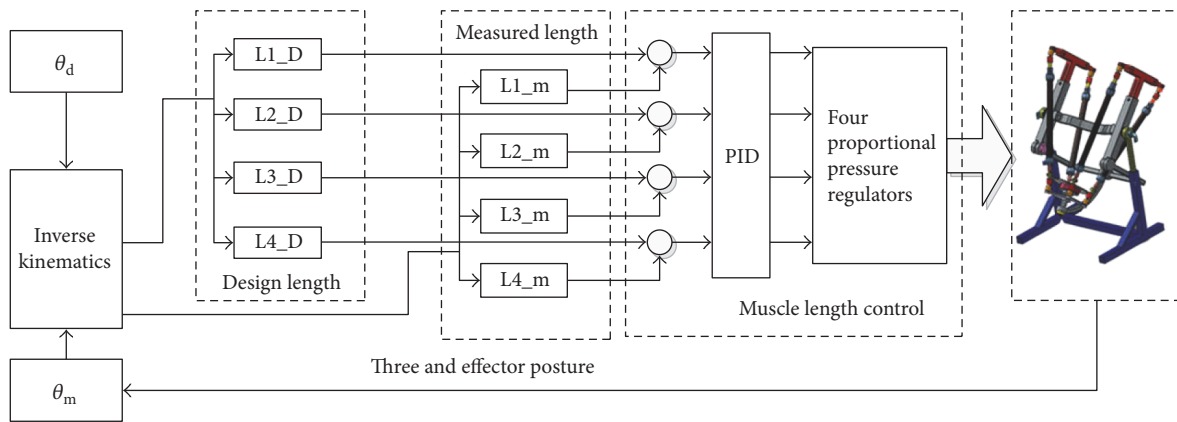 θd
Inverse
kinematics
θm
L1_D
L2_D
L3_D
L4_D
Design length
Measured length
L1_m
L2_m
L3_m
L4_m
PID
Four
proportional
pressure
regulators
Muscle length control
Three and effector posture